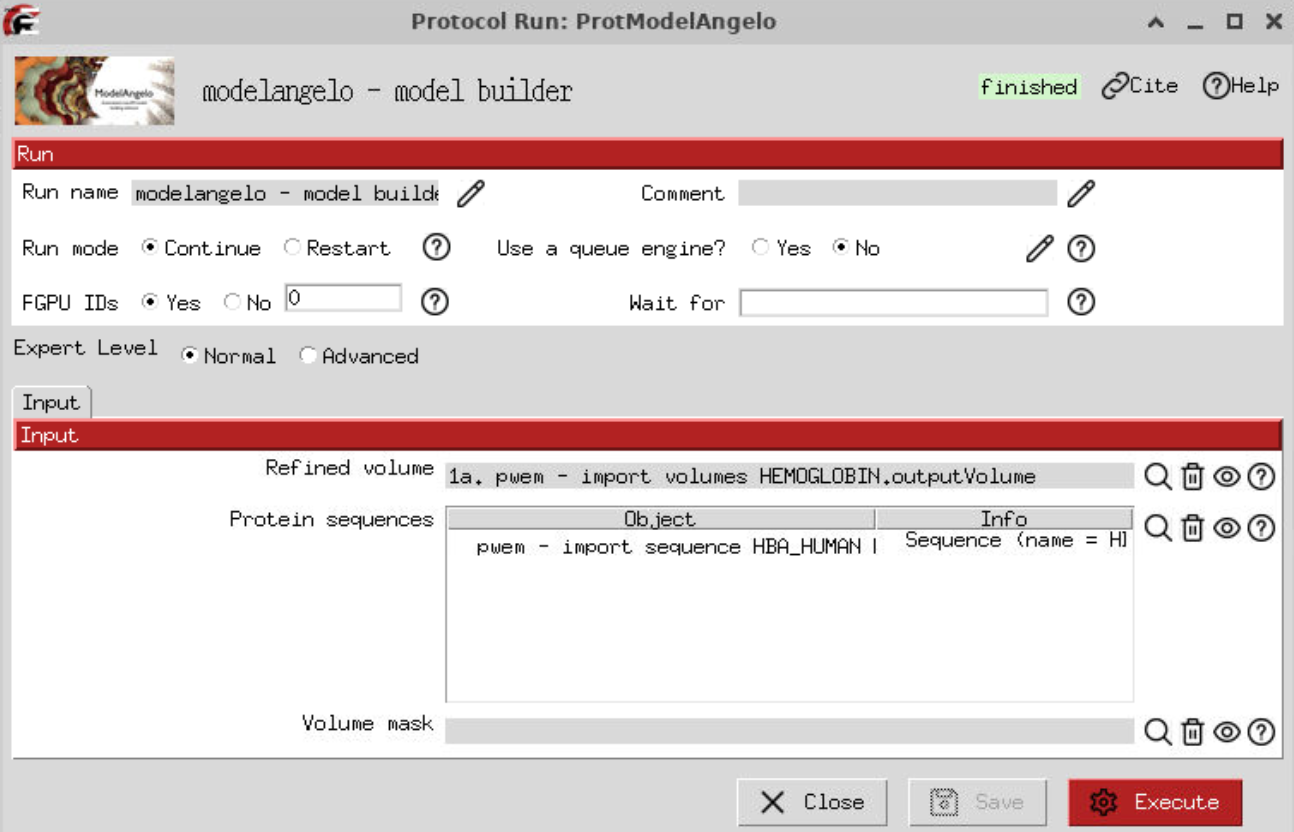 Protocol Run: ProtModelAngelo
ModelAngelo
modelangelo - model builder
finished Cite Help
Run
Run name modelangelo - model builde Comment
Run mode Continue Restart Use a queue engine? Yes No
FGPU IDs Yes No 0 Wait for
Expert Level Normal Advanced
Input
Input
Refined volume 1a. pwem - import volumes HEMOGLOBIN.outputVolume
Protein sequences Object Info
pwem - import sequence HBA_HUMAN Sequence (name = H
Volume mask
Close Save Execute